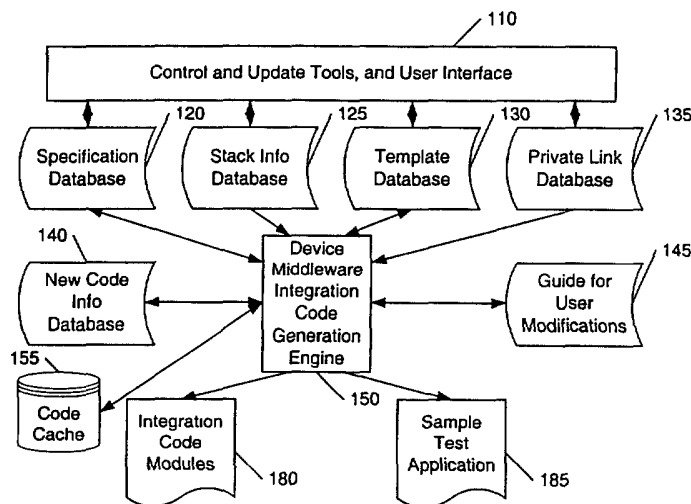 110
Control and Update Tools, and User Interface
120
125
130
135
Specification
Database
Stack Info
Database
Template
Database
Private Link
Database
140
New Code
Info
Database
Device
Middleware
Integration
Code
Generation
Engine
145
Guide for
User
Modifications
155
Code
Cache
150
Integration
Code
Modules
180
Sample
Test
Application
185